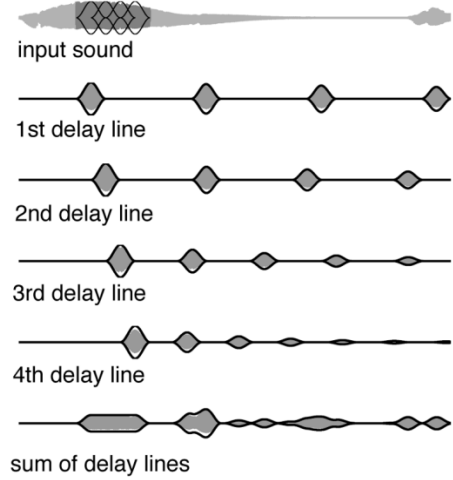 input sound
1st delay line
2nd delay line
3rd delay line
4th delay line
sum of delay lines